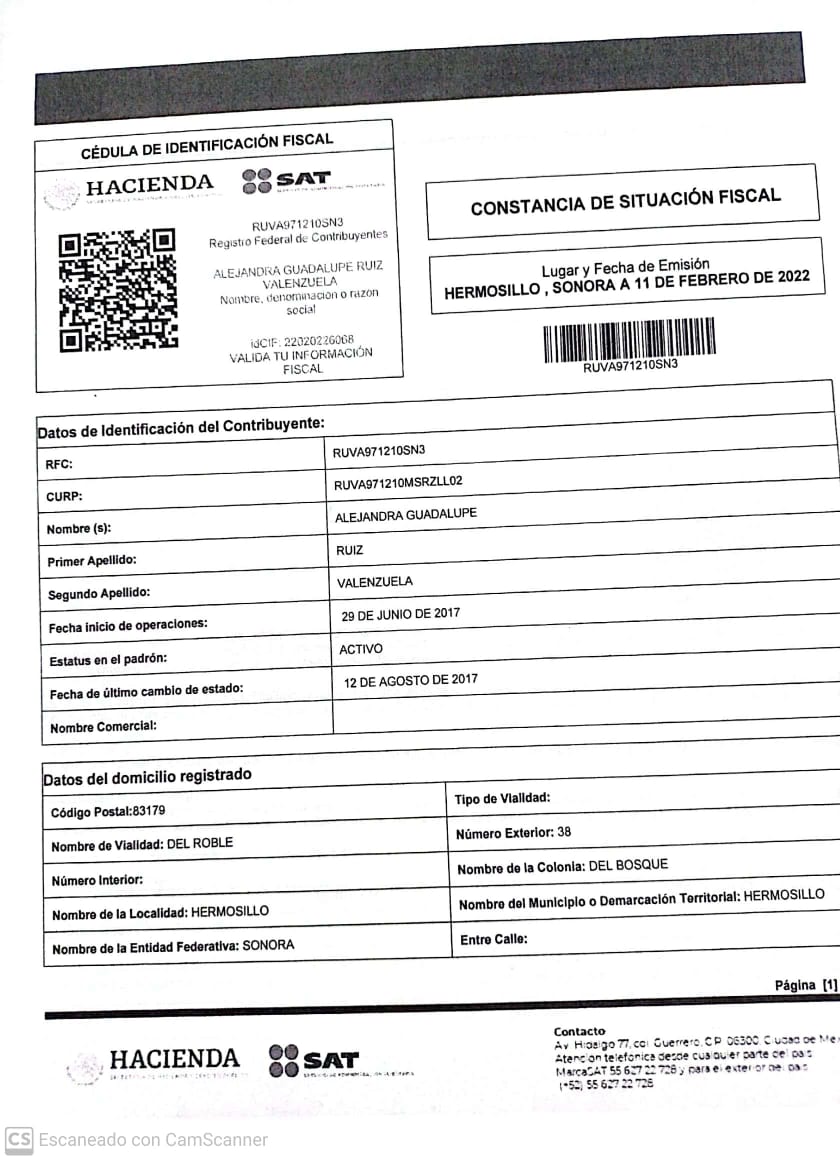 CÉDULA DE IDENTIFICACIÓN FISCAL
HACIENDA
SAT
RUVA971210SN3
Registro Federal de Contribuyentes
ALEJANDRA GUADALUPE RUIZ
VALENZUELA
Nombre, denominación o razón
social
idCIF: 22020226068
VALIDA TU INFORMACIÓN
FISCAL
CONSTANCIA DE SITUACIÓN FISCAL
Lugar y Fecha de Emisión
HERMOSILLO , SONORA A 11 DE FEBRERO DE 2022
RUVA971210SN3
Datos de Identificación del Contribuyente:
RFC: RUVA971210SN3
CURP: RUVA971210MSRZLL02
Nombre (s): ALEJANDRA GUADALUPE
Primer Apellido: RUIZ
Segundo Apellido: VALENZUELA
Fecha inicio de operaciones: 29 DE JUNIO DE 2017
Estatus en el padrón: ACTIVO
Fecha de último cambio de estado: 12 DE AGOSTO DE 2017
Nombre Comercial:
Datos del domicilio registrado
Código Postal:83179 Tipo de Vialidad:
Nombre de Vialidad: DEL ROBLE Número Exterior: 38
Número Interior: Nombre de la Colonia: DEL BOSQUE
Nombre de la Localidad: HERMOSILLO Nombre del Municipio o Demarcación Territorial: HERMOSILLO
Nombre de la Entidad Federativa: SONORA Entre Calle:
Página [1]
HACIENDA
SAT
Contacto
Av. Hidalgo 77, col. Guerrero, C.P. 06300, Ciudad de Me
Atención telefónica desde cualquier parte del país
MarcaSAT 55 627 22 728 y para el exterior del país
(+52) 55 627 22 728
CS Escaneado con CamScanner